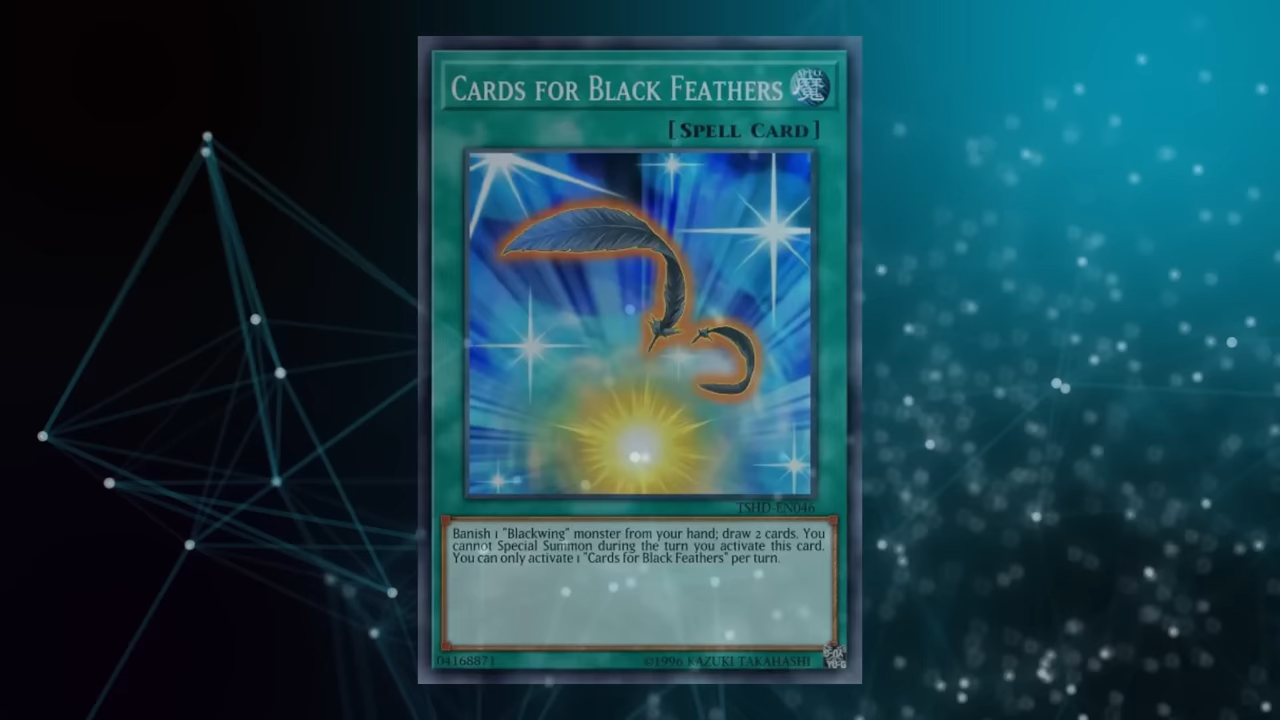 CARDS FOR BLACK FEATHERS
SPELL
魔
[SPELL CARD]
TSHD-EN046
Banish 1 "Blackwing" monster from your hand; draw 2 cards. You
cannot Special Summon during the turn you activate this card.
You can only activate 1 "Cards for Black Feathers" per turn.
04168871
©1996 KAZUKI TAKAHASHI